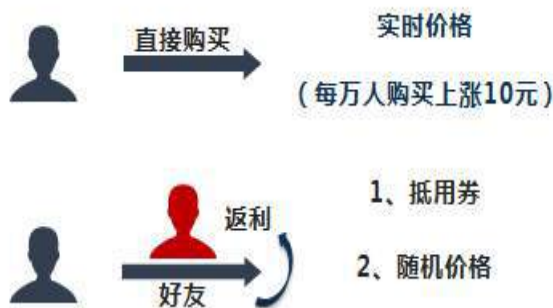 直接购买
实时价格
（每万人购买上涨10元）
返利
好友
1、抵用券
2、随机价格